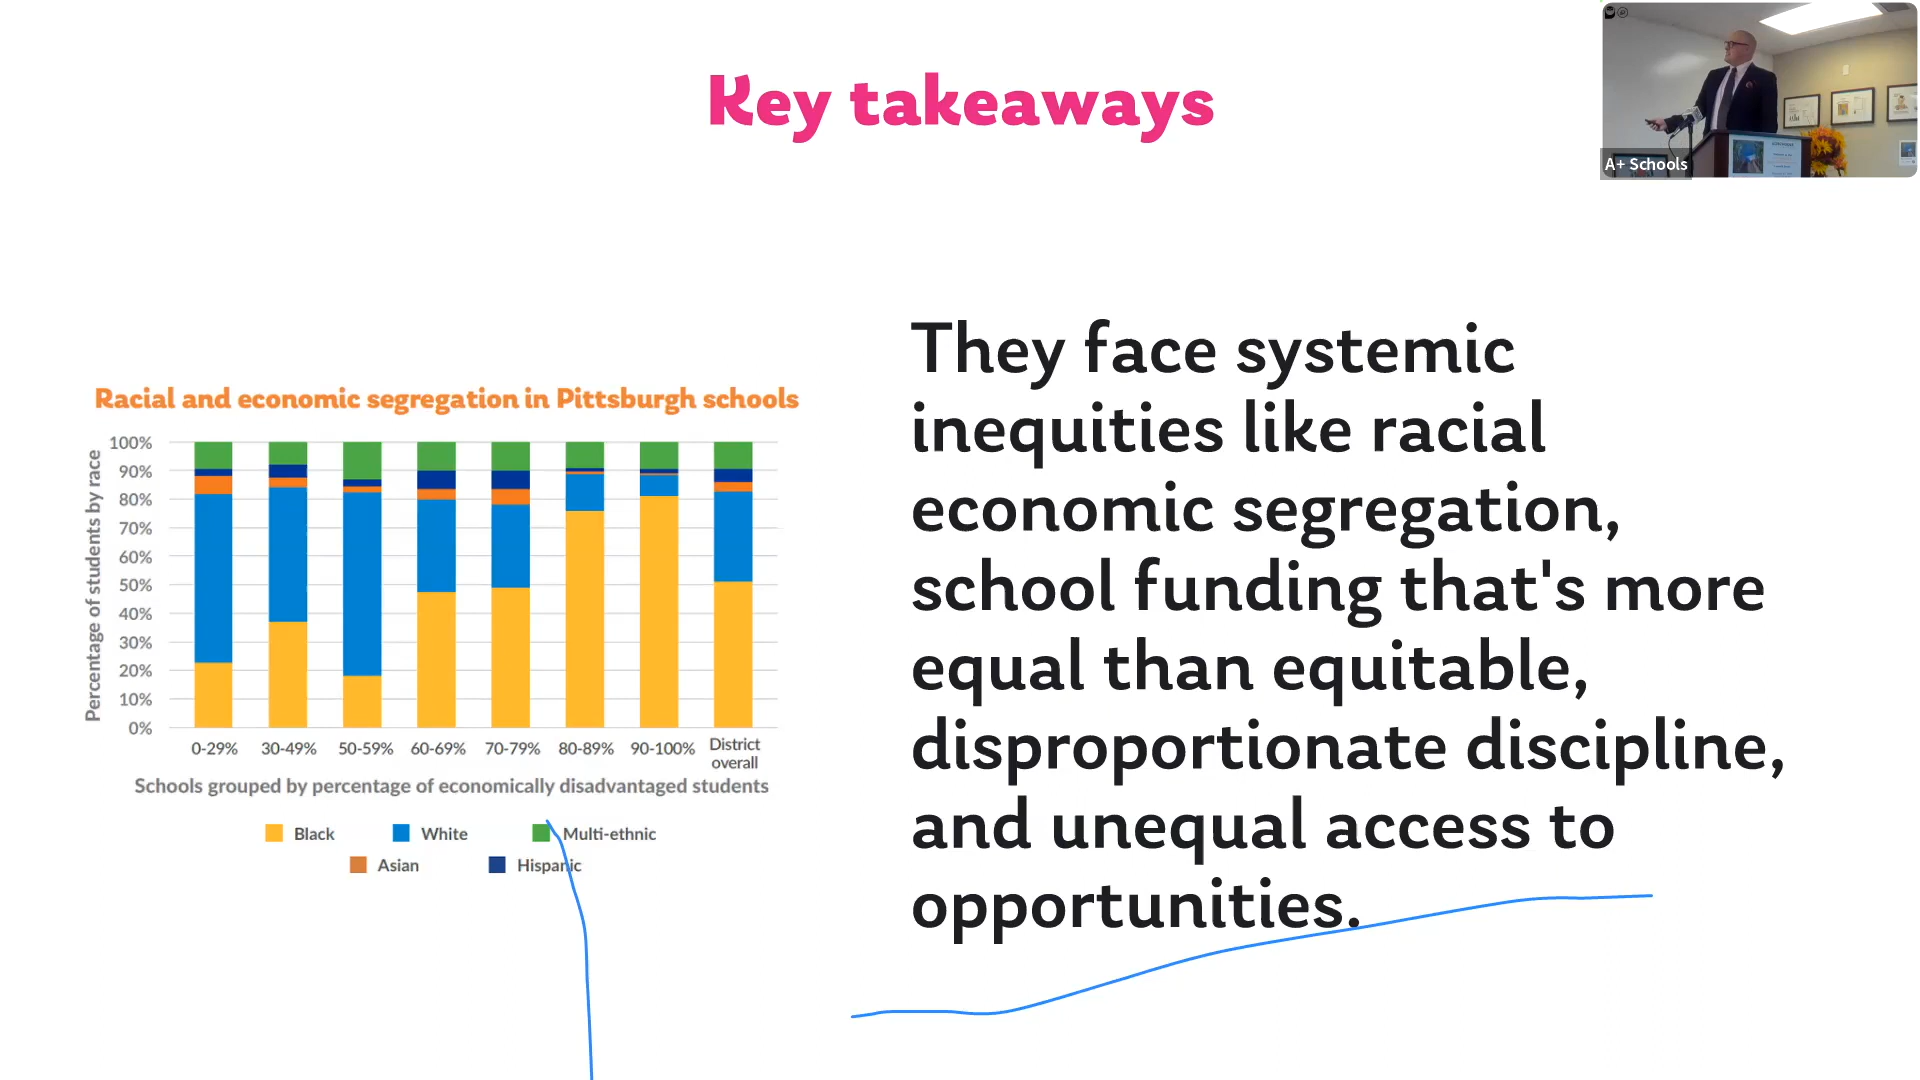 Key takeaways
A+ Schools
They face systemic
inequities like racial
economic segregation,
school funding that's more
equal than equitable,
disproportionate discipline,
and unequal access to
opportunities.
Racial and economic segregation in Pittsburgh schools
Percentage of students by race
100%
90%
80%
70%
60%
50%
40%
30%
20%
10%
0%
0-29% 30-49% 50-59% 60-69% 70-79% 80-89% 90-100% District
overall
Schools grouped by percentage of economically disadvantaged students
Black White Multi-ethnic
Asian Hispanic